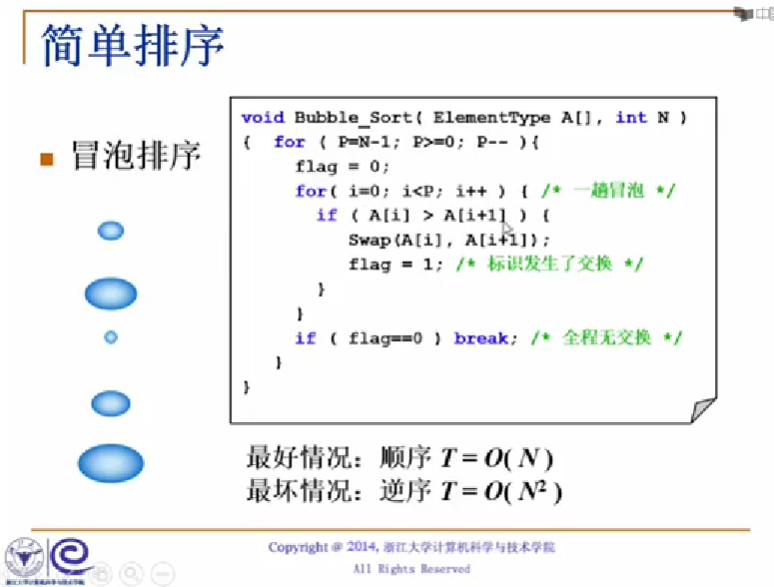 简单排序
冒泡排序
void Bubble_Sort( ElementType A[], int N )
{ for ( P=N-1; P>=0; P-- ){
flag = 0;
for( i=0; i<P; i++ ) { /* 一趟冒泡 */
if ( A[i] > A[i+1] ) {
Swap(A[i], A[i+1]);
flag = 1; /* 标识发生了交换 */
}
}
if ( flag==0 ) break; /* 全程无交换 */
}
}
最好情况：顺序 T = O( N )
最坏情况：逆序 T = O( N² )
Copyright @ 2014, 浙江大学计算机科学与技术学院
All Rights Reserved